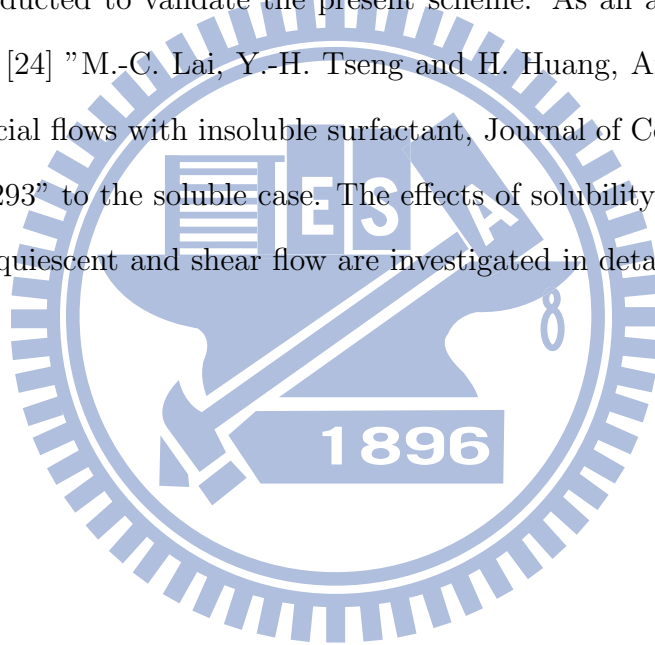 ducted to validate the present scheme. As an a
[24] ”M.-C. Lai, Y.-H. Tseng and H. Huang, A
cial flows with insoluble surfactant, Journal of C
293” to the soluble case. The effects of solubility
quiescent and shear flow are investigated in deta
ESA
1896